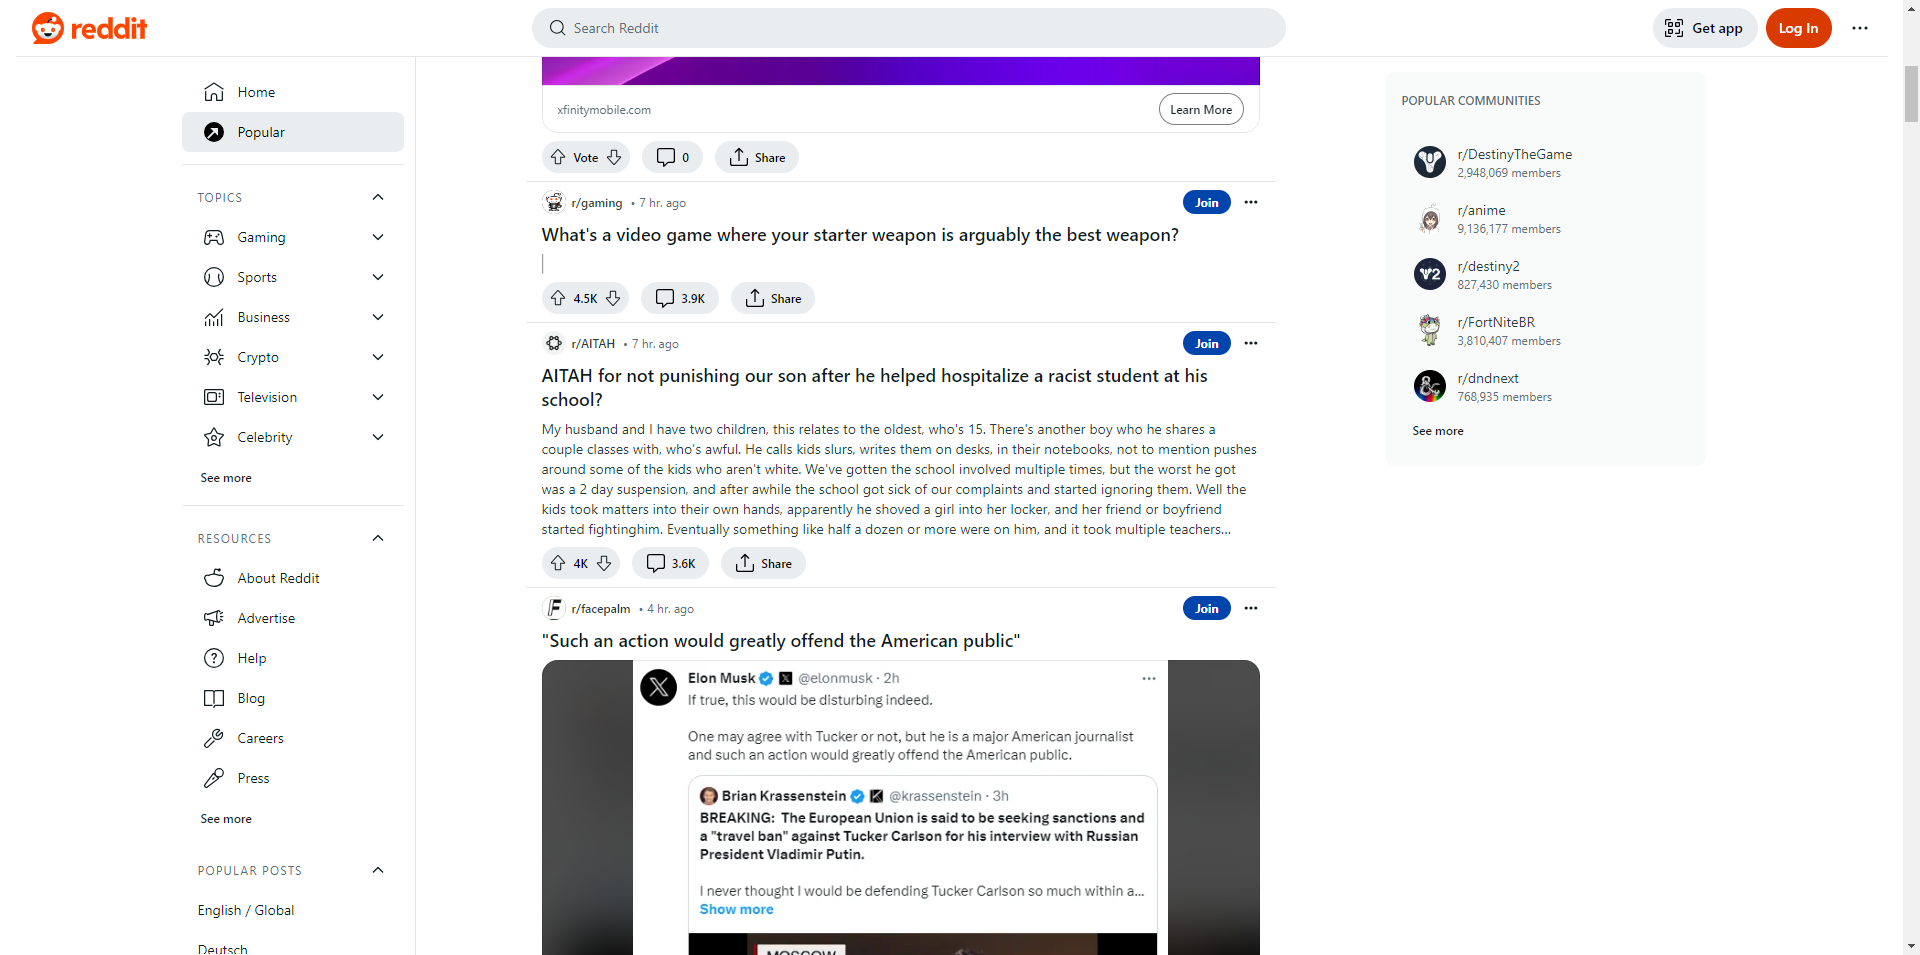 reddit
Search Reddit
Get app
Log In
Home
Popular
TOPICS
Gaming
Sports
Business
Crypto
Television
Celebrity
See more
RESOURCES
About Reddit
Advertise
Help
Blog
Careers
Press
See more
POPULAR POSTS
English / Global
Deutsch
xfinitymobile.com
Learn More
Vote
0
Share
r/gaming • 7 hr. ago
Join
What's a video game where your starter weapon is arguably the best weapon?
4.5K
3.9K
Share
r/AITAH • 7 hr. ago
Join
AITAH for not punishing our son after he helped hospitalize a racist student at his
school?
My husband and I have two children, this relates to the oldest, who's 15. There's another boy who he shares a
couple classes with, who's awful. He calls kids slurs, writes them on desks, in their notebooks, not to mention pushes
around some of the kids who aren't white. We've gotten the school involved multiple times, but the worst he got
was a 2 day suspension, and after awhile the school got sick of our complaints and started ignoring them. Well the
kids took matters into their own hands, apparently he shoved a girl into her locker, and her friend or boyfriend
started fightinghim. Eventually something like half a dozen or more were on him, and it took multiple teachers...
4K
3.6K
Share
r/facepalm • 4 hr. ago
Join
"Such an action would greatly offend the American public"
Elon Musk @elonmusk · 2h
If true, this would be disturbing indeed.
One may agree with Tucker or not, but he is a major American journalist
and such an action would greatly offend the American public.
Brian Krassenstein @krassenstein · 3h
BREAKING: The European Union is said to be seeking sanctions and
a "travel ban" against Tucker Carlson for his interview with Russian
President Vladimir Putin.
I never thought I would be defending Tucker Carlson so much within a...
Show more
MOSCOW
POPULAR COMMUNITIES
r/DestinyTheGame
2,948,069 members
r/anime
9,136,177 members
r/destiny2
827,430 members
r/FortNiteBR
3,810,407 members
r/dndnext
768,935 members
See more